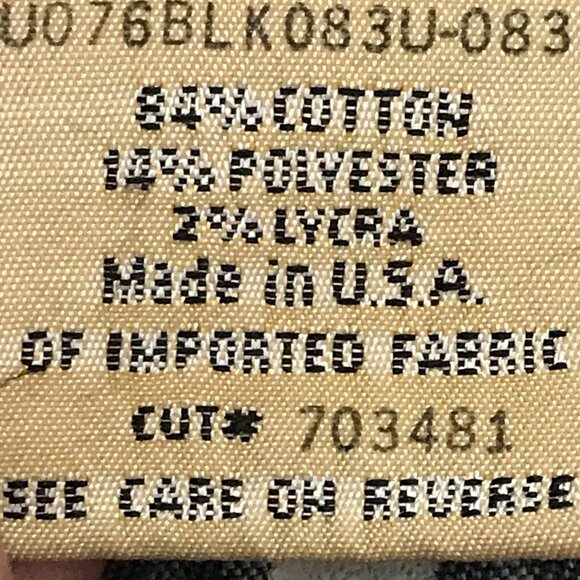 U076BLK083U-083
84% COTTON
14% POLYESTER
2% LYCRA
Made in U.S.A.
OF IMPORTED FABRIC
CUT# 703481
SEE CARE ON REVERSE